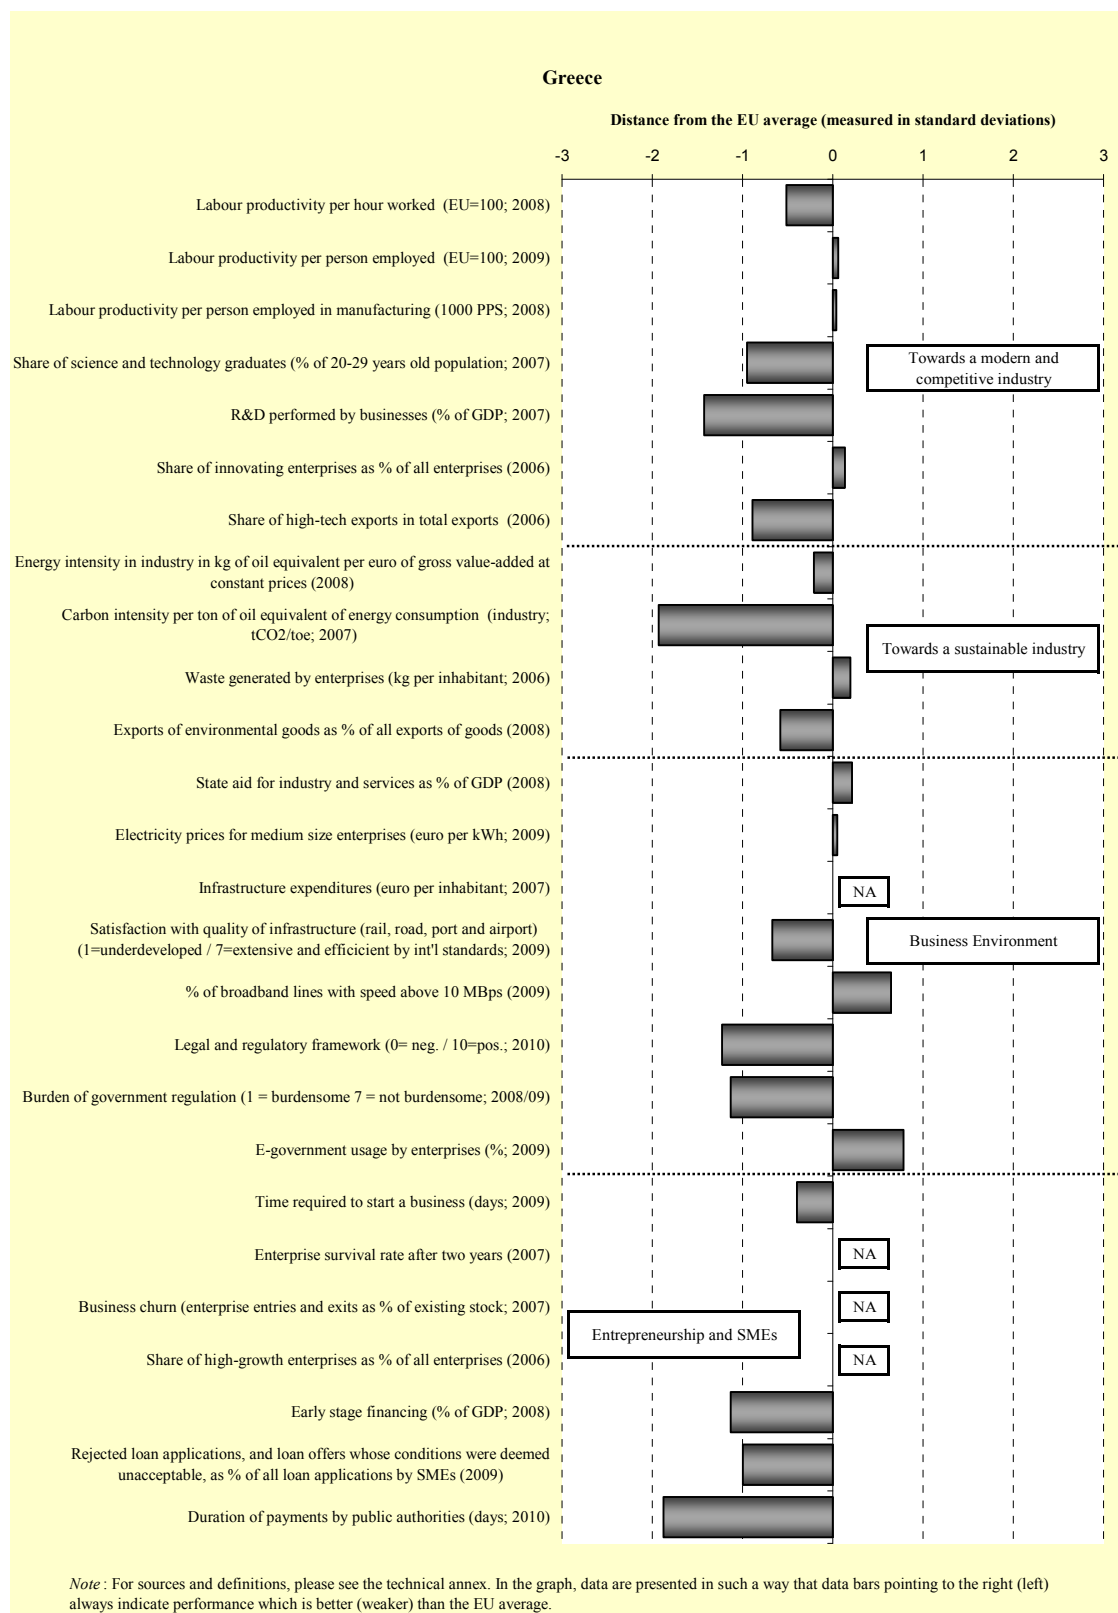 Greece
Distance from the EU average (measured in standard deviations)
-3 -2 -1 0 1 2 3
Labour productivity per hour worked (EU=100; 2008)
Labour productivity per person employed (EU=100; 2009)
Labour productivity per person employed in manufacturing (1000 PPS; 2008)
Share of science and technology graduates (% of 20-29 years old population; 2007)
Towards a modern and
competitive industry
R&D performed by businesses (% of GDP; 2007)
Share of innovating enterprises as % of all enterprises (2006)
Share of high-tech exports in total exports (2006)
Energy intensity in industry in kg of oil equivalent per euro of gross value-added at
constant prices (2008)
Carbon intensity per ton of oil equivalent of energy consumption (industry;
tCO2/toe; 2007)
Towards a sustainable industry
Waste generated by enterprises (kg per inhabitant; 2006)
Exports of environmental goods as % of all exports of goods (2008)
State aid for industry and services as % of GDP (2008)
Electricity prices for medium size enterprises (euro per kWh; 2009)
Infrastructure expenditures (euro per inhabitant; 2007)
NA
Satisfaction with quality of infrastructure (rail, road, port and airport)
(1=underdeveloped / 7=extensive and efficicient by int'l standards; 2009)
Business Environment
% of broadband lines with speed above 10 MBps (2009)
Legal and regulatory framework (0= neg. / 10=pos.; 2010)
Burden of government regulation (1 = burdensome 7 = not burdensome; 2008/09)
E-government usage by enterprises (%; 2009)
Time required to start a business (days; 2009)
Enterprise survival rate after two years (2007)
NA
Business churn (enterprise entries and exits as % of existing stock; 2007)
NA
Entrepreneurship and SMEs
Share of high-growth enterprises as % of all enterprises (2006)
NA
Early stage financing (% of GDP; 2008)
Rejected loan applications, and loan offers whose conditions were deemed
unacceptable, as % of all loan applications by SMEs (2009)
Duration of payments by public authorities (days; 2010)
Note : For sources and definitions, please see the technical annex. In the graph, data are presented in such a way that data bars pointing to the right (left)
always indicate performance which is better (weaker) than the EU average.